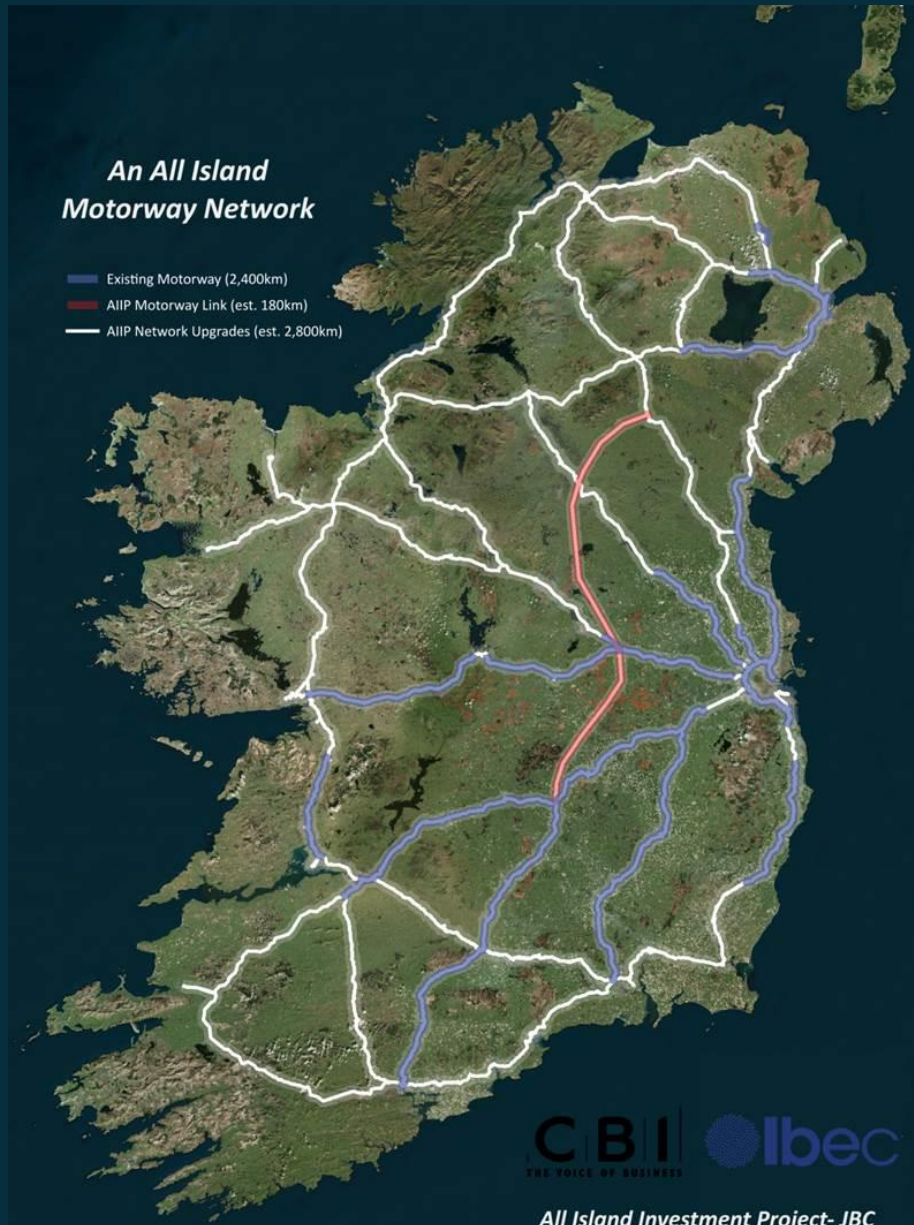 An All Island
Motorway Network
Existing Motorway (2,400km)
AIIP Motorway Link (est. 180km)
AIIP Network Upgrades (est. 2,800km)
CBI
THE VOICE OF BUSINESS
Ibec
All Island Investment Project- JBC